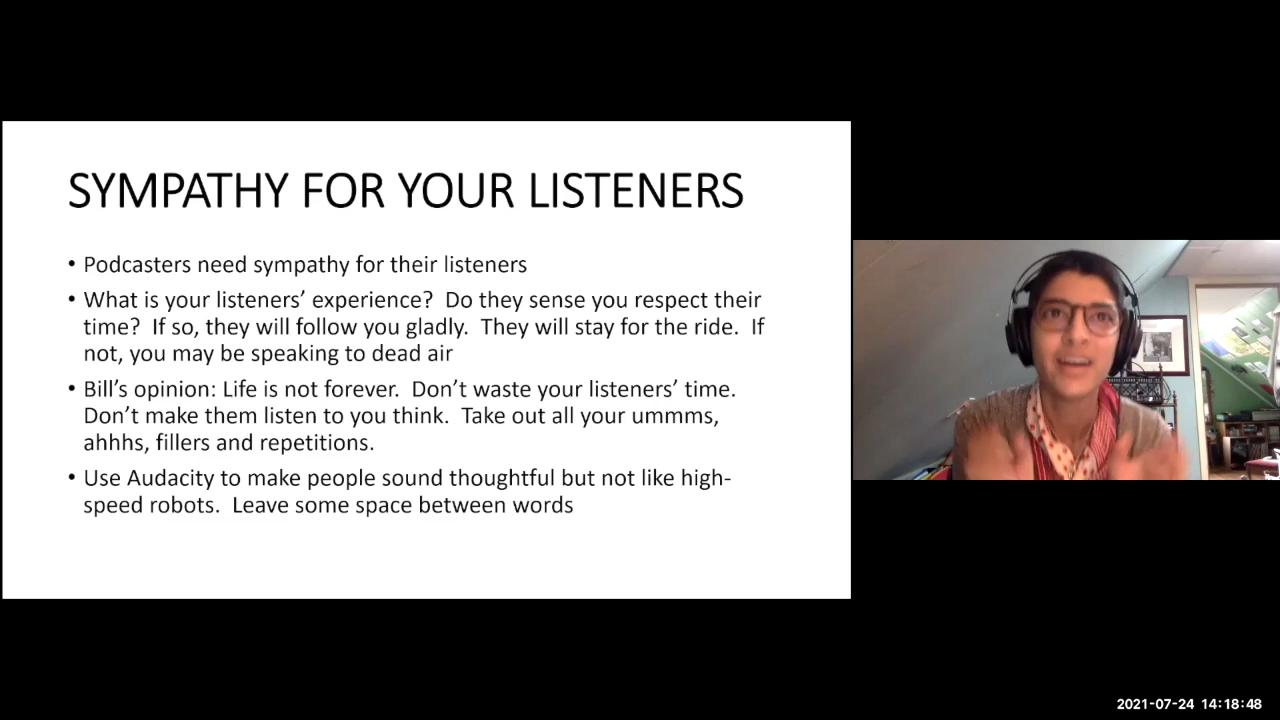 SYMPATHY FOR YOUR LISTENERS
• Podcasters need sympathy for their listeners
• What is your listeners’ experience?  Do they sense you respect their
time?  If so, they will follow you gladly.  They will stay for the ride.  If
not, you may be speaking to dead air
• Bill’s opinion: Life is not forever.  Don’t waste your listeners’ time.
Don’t make them listen to you think.  Take out all your ummms,
ahhhs, fillers and repetitions.
• Use Audacity to make people sound thoughtful but not like high-
speed robots.  Leave some space between words
2021-07-24 14:18:48